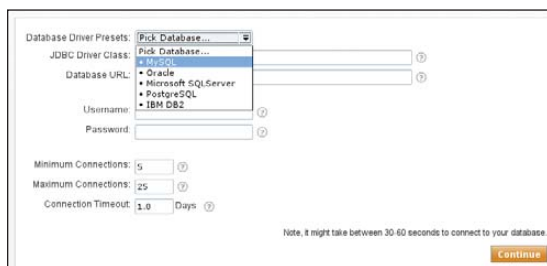 Database Driver Presets: Pick Database...
Pick Database...
• MySQL
• Oracle
• Microsoft SQLServer
• PostgreSQL
• IBM DB2
JDBC Driver Class: ?
Database URL: ?
Username: ?
Password: ?
Minimum Connections: 5 ?
Maximum Connections: 25 ?
Connection Timeout: 1.0 Days ?
Note, it might take between 30-60 seconds to connect to your database.
Continue